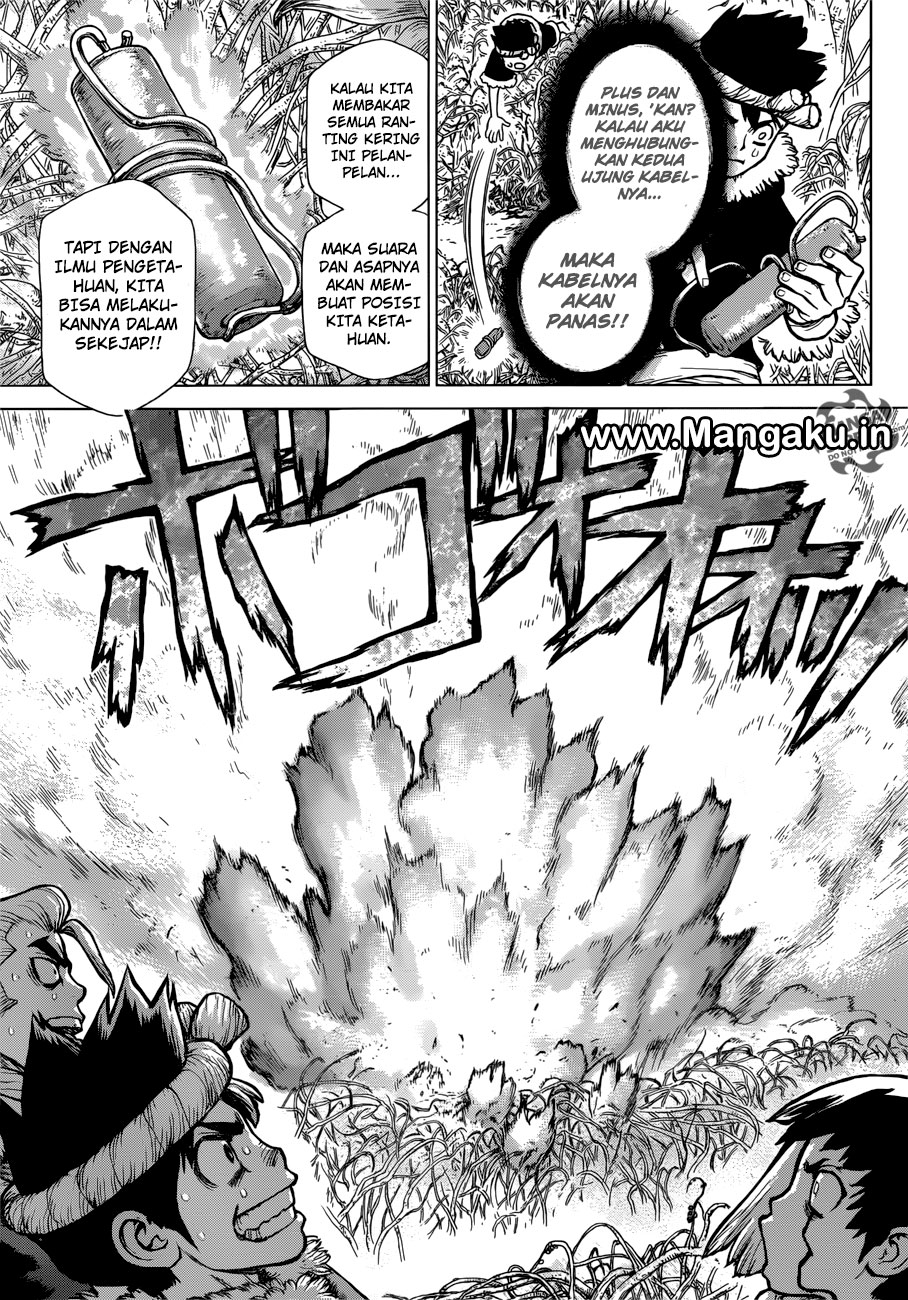 PLUS DAN
MINUS, 'KAN?
KALAU AKU
MENGHUBUNG-
KAN KEDUA
UJUNG KABEL-
NYA...
MAKA
KABELNYA
AKAN
PANAS!!
KALAU KITA
MEMBAKAR
SEMUA RAN-
TING KERING
INI PELAN-
PELAN...
MAKA SUARA
DAN ASAPNYA
AKAN MEM-
BUAT POSISI
KITA KETA-
HUAN.
TAPI DENGAN
ILMU PENGETA-
HUAN, KITA
BISA MELAKU-
KANNYA DALAM
SEKEJAP!!
www.Mangaku.in
ボゴオオ